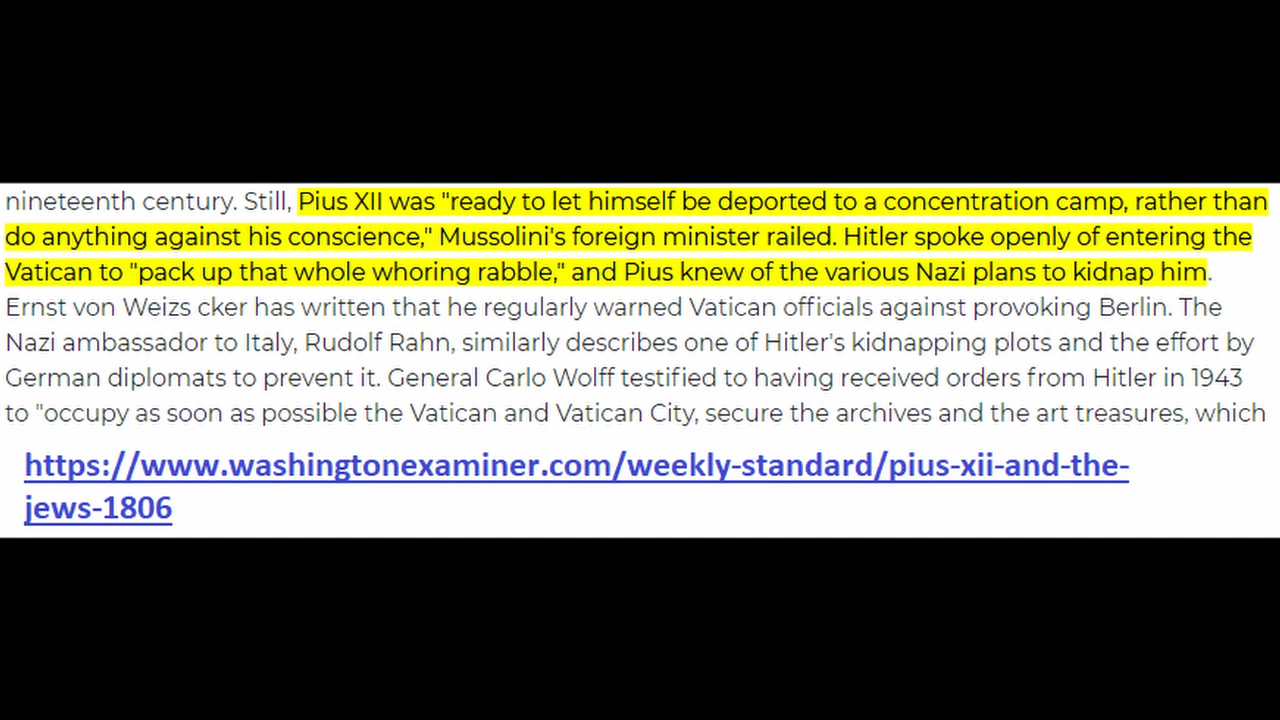 nineteenth century. Still, Pius XII was "ready to let himself be deported to a concentration camp, rather than
do anything against his conscience," Mussolini's foreign minister railed. Hitler spoke openly of entering the
Vatican to "pack up that whole whoring rabble," and Pius knew of the various Nazi plans to kidnap him.
Ernst von Weizs cker has written that he regularly warned Vatican officials against provoking Berlin. The
Nazi ambassador to Italy, Rudolf Rahn, similarly describes one of Hitler's kidnapping plots and the effort by
German diplomats to prevent it. General Carlo Wolff testified to having received orders from Hitler in 1943
to "occupy as soon as possible the Vatican and Vatican City, secure the archives and the art treasures, which
https://www.washingtonexaminer.com/weekly-standard/pius-xii-and-the-
jews-1806